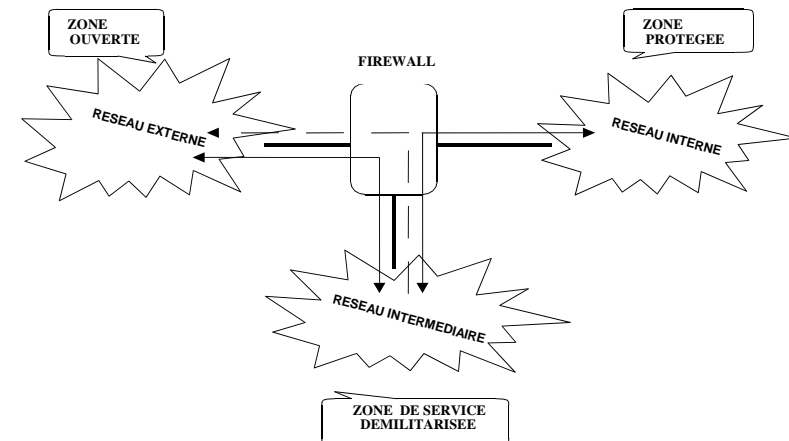 ZONE
OUVERTE
ZONE
PROTEGEE
FIREWALL
RESEAU EXTERNE
RESEAU INTERNE
RESEAU INTERMEDIAIRE
ZONE DE SERVICE
DEMILITARISEE